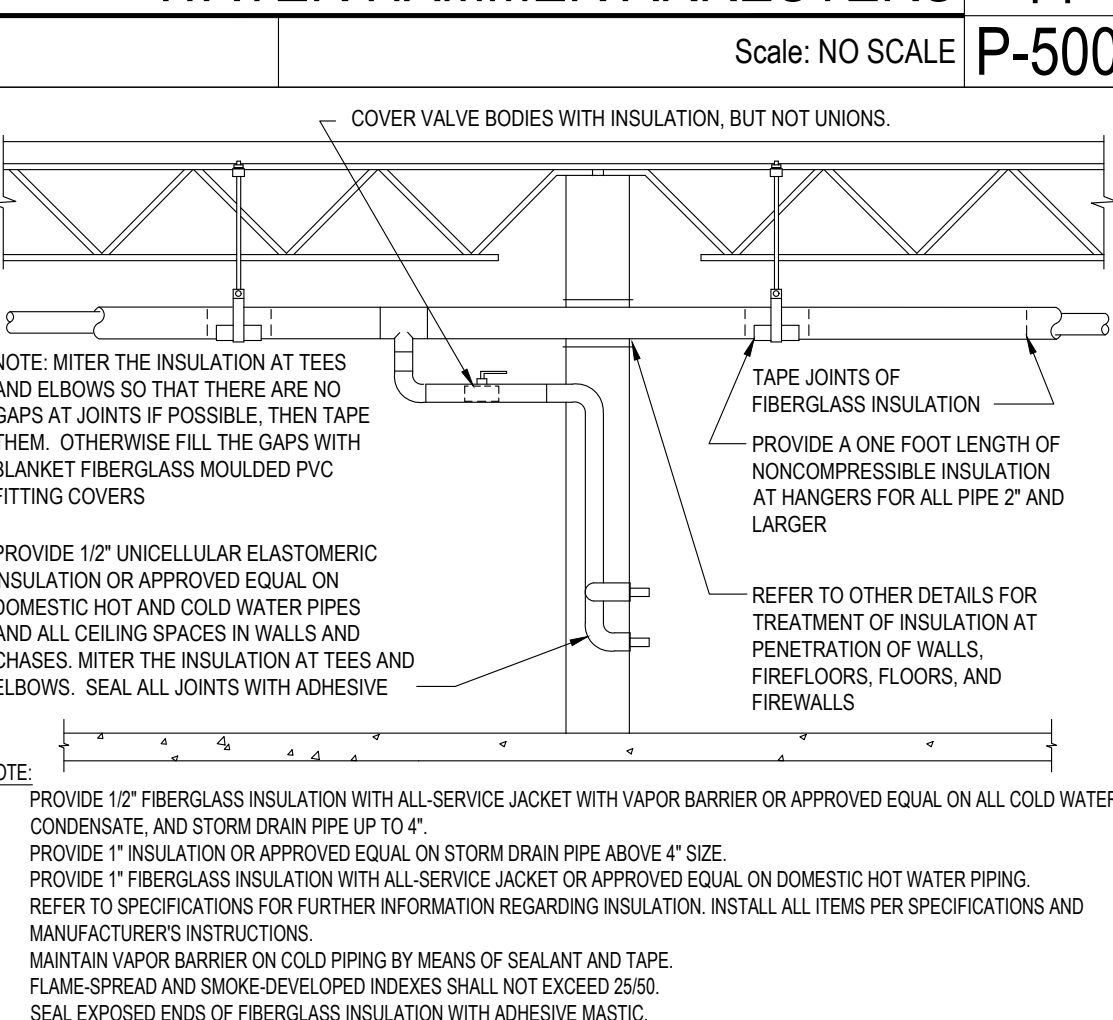 Scale: NO SCALE
P-500
COVER VALVE BODIES WITH INSULATION, BUT NOT UNIONS.
NOTE: MITER THE INSULATION AT TEES
AND ELBOWS SO THAT THERE ARE NO
GAPS AT JOINTS IF POSSIBLE, THEN TAPE
THEM. OTHERWISE FILL THE GAPS WITH
BLANKET FIBERGLASS MOULDED PVC
FITTING COVERS
PROVIDE 1/2" UNICELLULAR ELASTOMERIC
INSULATION OR APPROVED EQUAL ON
DOMESTIC HOT AND COLD WATER PIPES
AND ALL CEILING SPACES IN WALLS AND
CHASES. MITER THE INSULATION AT TEES AND
ELBOWS. SEAL ALL JOINTS WITH ADHESIVE
TAPE JOINTS OF
FIBERGLASS INSULATION
PROVIDE A ONE FOOT LENGTH OF
NONCOMPRESSIBLE INSULATION
AT HANGERS FOR ALL PIPE 2" AND
LARGER
REFER TO OTHER DETAILS FOR
TREATMENT OF INSULATION AT
PENETRATION OF WALLS,
FIREFLOORS, FLOORS, AND
FIREWALLS
OTE:
PROVIDE 1/2" FIBERGLASS INSULATION WITH ALL-SERVICE JACKET WITH VAPOR BARRIER OR APPROVED EQUAL ON ALL COLD WATER
CONDENSATE, AND STORM DRAIN PIPE UP TO 4".
PROVIDE 1" INSULATION OR APPROVED EQUAL ON STORM DRAIN PIPE ABOVE 4" SIZE.
PROVIDE 1" FIBERGLASS INSULATION WITH ALL-SERVICE JACKET OR APPROVED EQUAL ON DOMESTIC HOT WATER PIPING.
REFER TO SPECIFICATIONS FOR FURTHER INFORMATION REGARDING INSULATION. INSTALL ALL ITEMS PER SPECIFICATIONS AND
MANUFACTURER'S INSTRUCTIONS.
MAINTAIN VAPOR BARRIER ON COLD PIPING BY MEANS OF SEALANT AND TAPE.
FLAME-SPREAD AND SMOKE-DEVELOPED INDEXES SHALL NOT EXCEED 25/50.
SEAL EXPOSED ENDS OF FIBERGLASS INSULATION WITH ADHESIVE MASTIC.